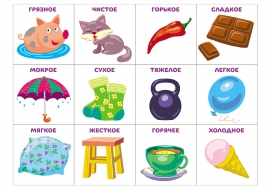 ГРЯЗНОЕ ЧИСТОЕ ГОРЬКОЕ СЛАДКОЕ
МОКРОЕ СУХОЕ ТЯЖЕЛОЕ ЛЕГКОЕ
МЯГКОЕ ЖЕСТКОЕ ГОРЯЧЕЕ ХОЛОДНОЕ